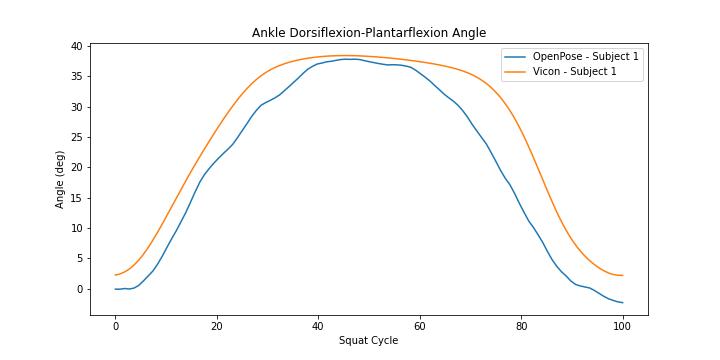 Ankle Dorsiflexion-Plantarflexion Angle
OpenPose - Subject 1
Vicon - Subject 1
Angle (deg)
40
35
30
25
20
15
10
5
0
0 20 40 60 80 100
Squat Cycle